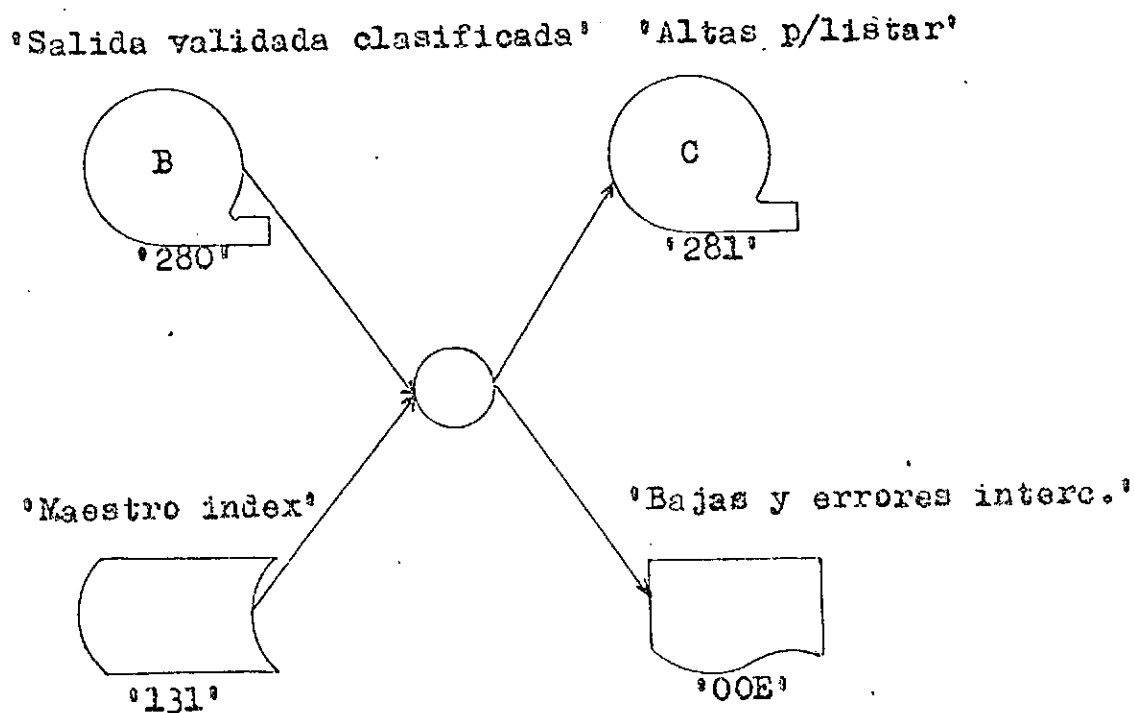 'Salida validada clasificada' 'Altas p/listar'
B C
'280' '281'
'Maestro index' 'Bajas y errores interc.'
'131' '00E'